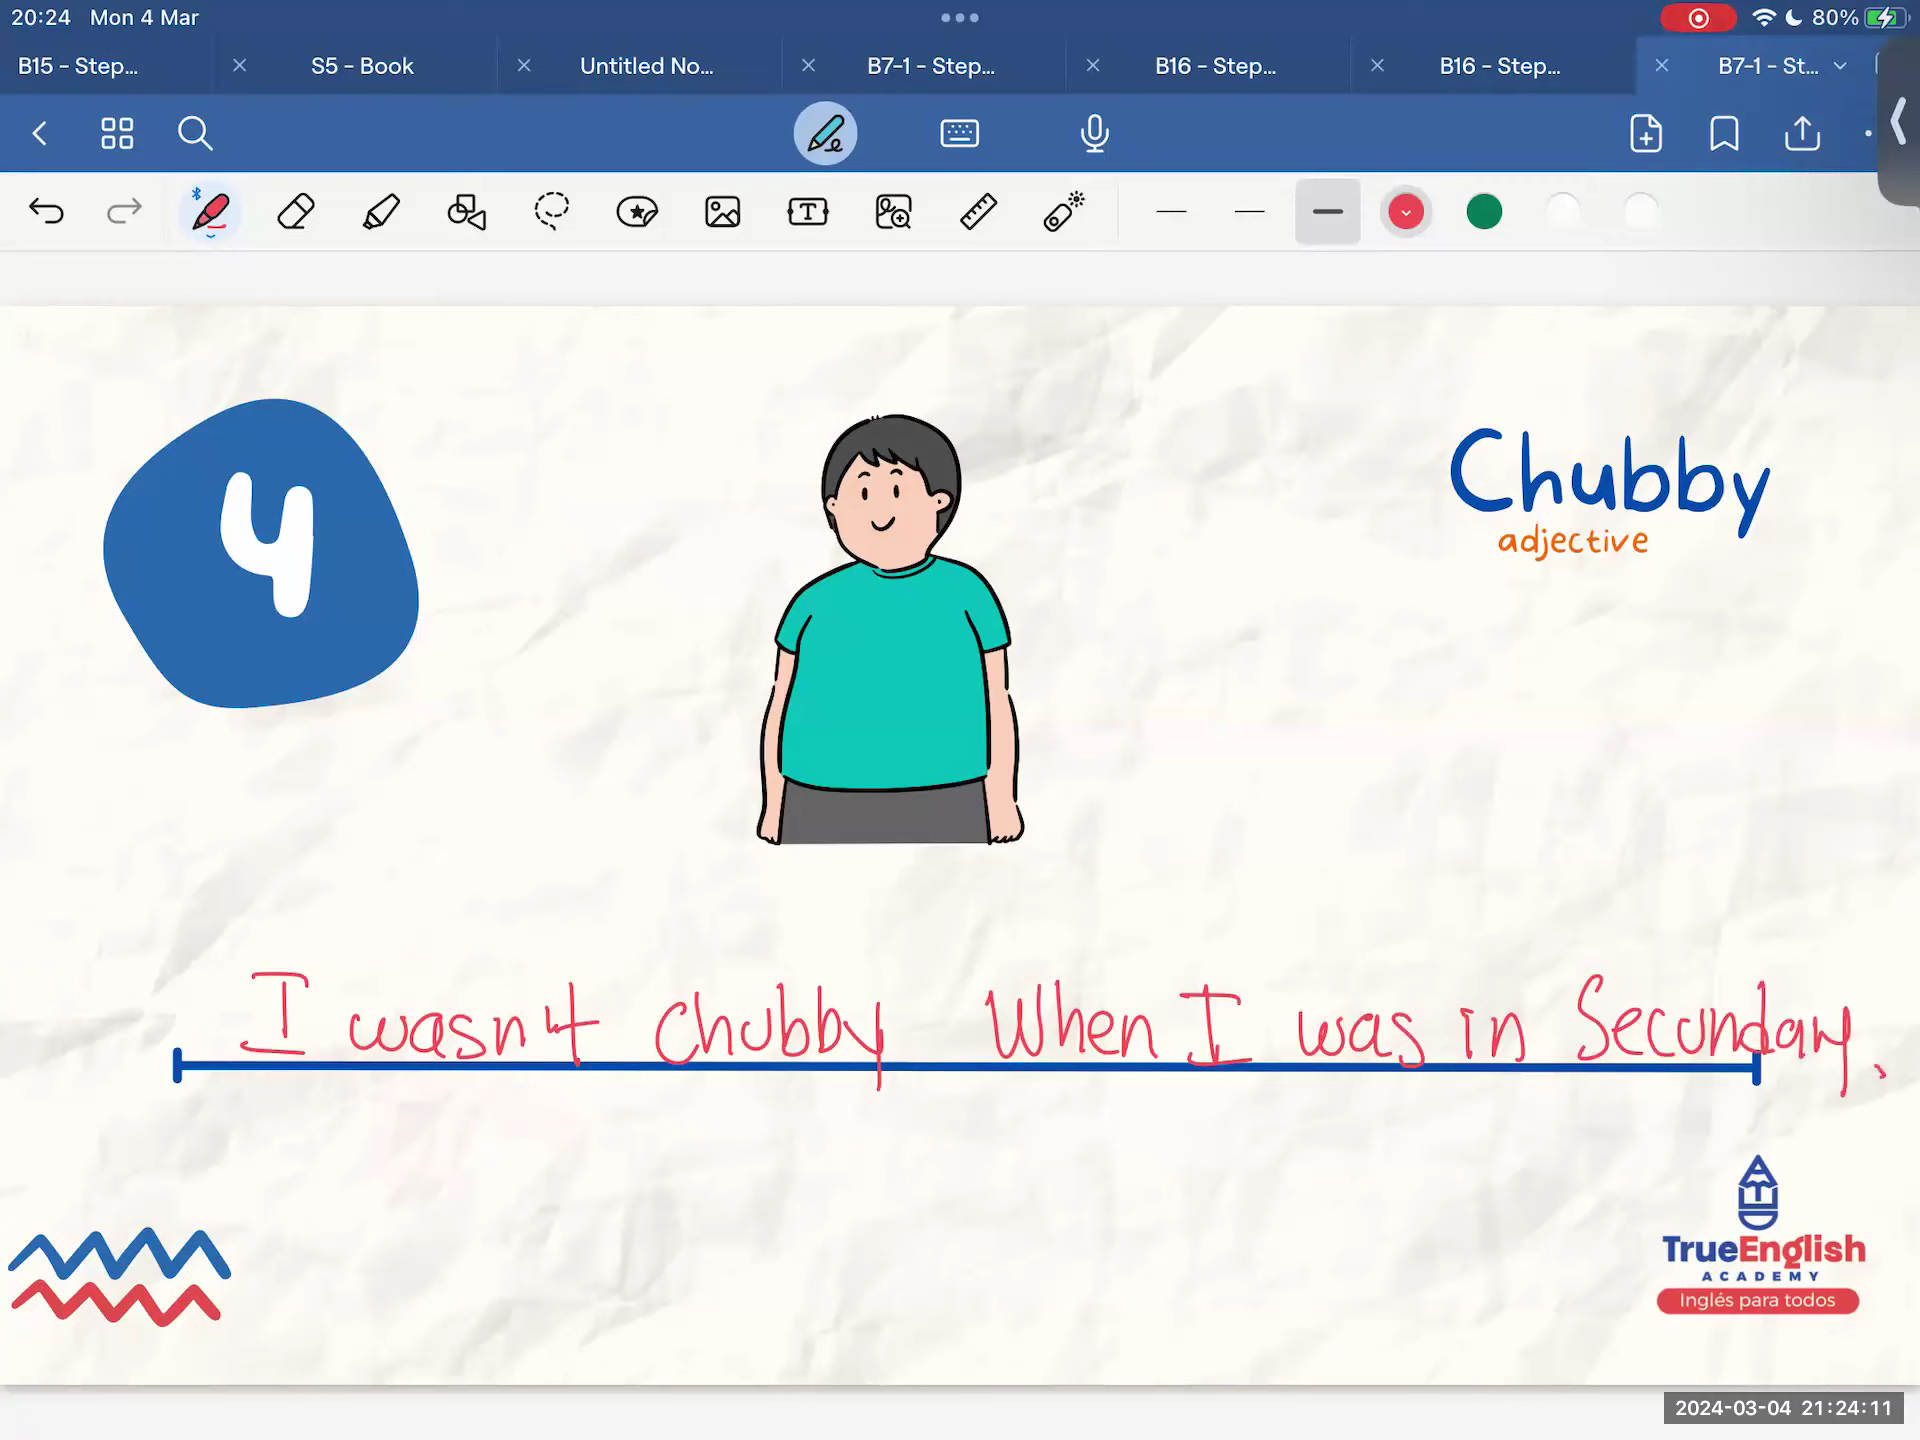 20:24 Mon 4 Mar
80%
B15 - Step...
S5 - Book
Untitled No...
B7-1 - Step...
B16 - Step...
B16 - Step...
B7-1 - St...
4
Chubby
adjective
I wasn't chubby When I was in Secundary.
TrueEnglish
ACADEMY
Inglés para todos
2024-03-04 21:24:11